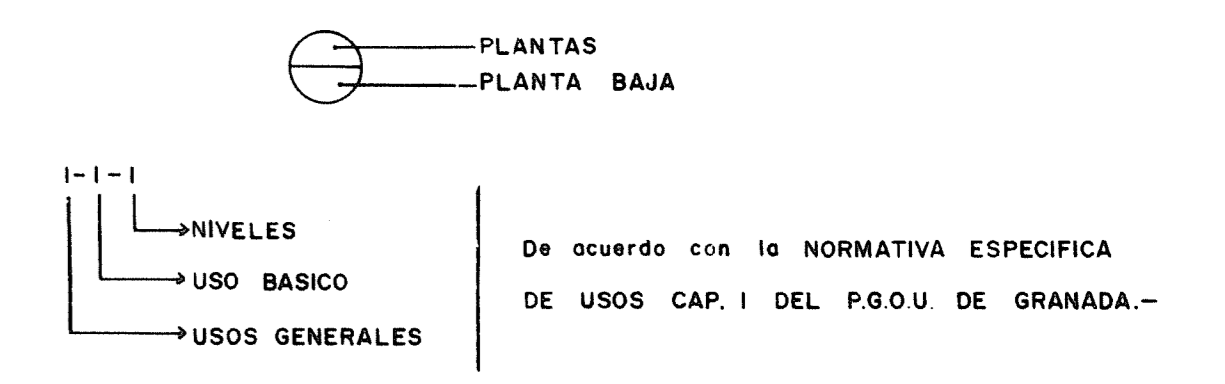 PLANTAS
PLANTA BAJA
1-1-1
NIVELES
USO BASICO
USOS GENERALES
De acuerdo con la NORMATIVA ESPECIFICA
DE USOS CAP. I DEL P.G.O.U. DE GRANADA.-